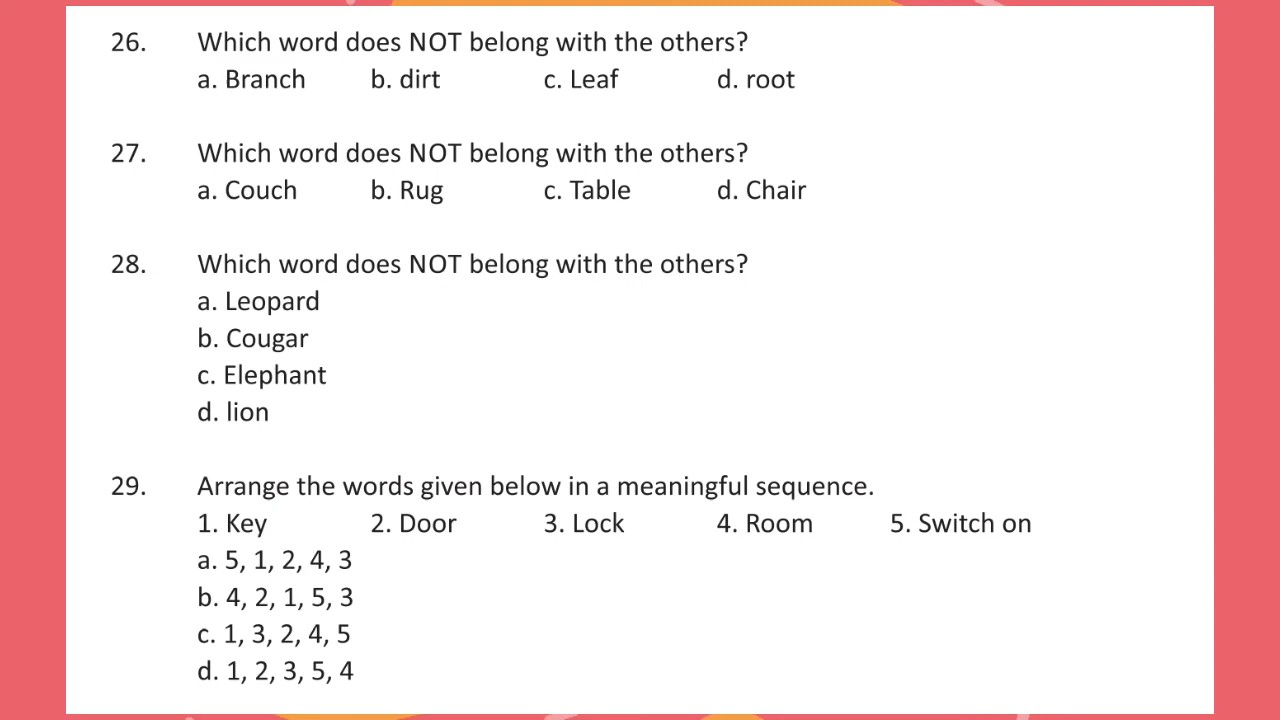 26. Which word does NOT belong with the others?
a. Branch b. dirt c. Leaf d. root
27. Which word does NOT belong with the others?
a. Couch b. Rug c. Table d. Chair
28. Which word does NOT belong with the others?
a. Leopard
b. Cougar
c. Elephant
d. lion
29. Arrange the words given below in a meaningful sequence.
1. Key 2. Door 3. Lock 4. Room 5. Switch on
a. 5, 1, 2, 4, 3
b. 4, 2, 1, 5, 3
c. 1, 3, 2, 4, 5
d. 1, 2, 3, 5, 4